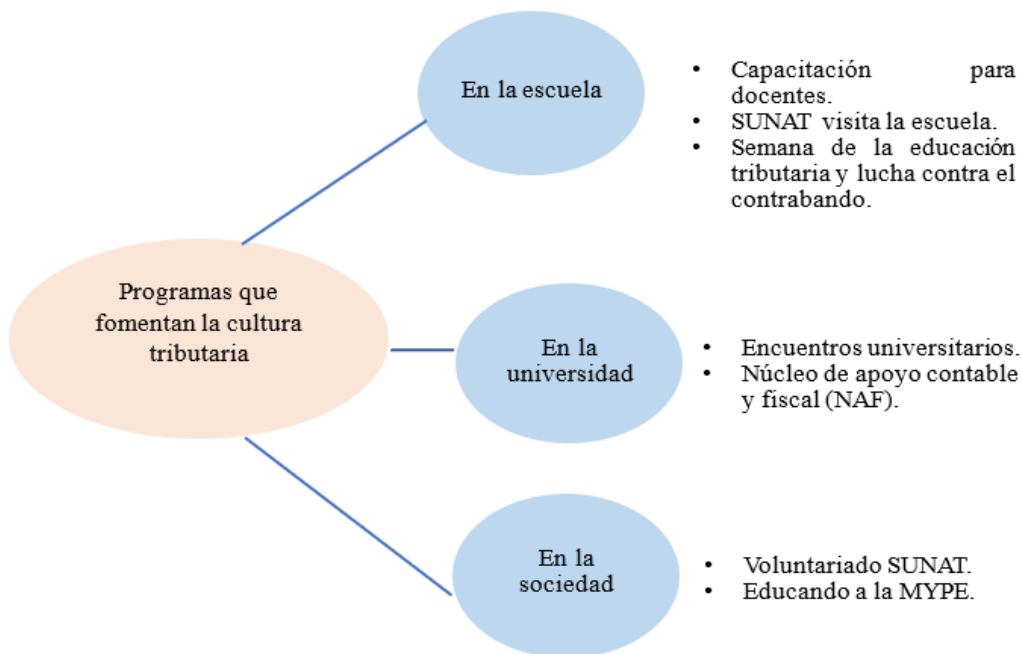 En la escuela
• Capacitación para
docentes.
• SUNAT visita la escuela.
• Semana de la educación
tributaria y lucha contra el
contrabando.
Programas que
fomentan la cultura
tributaria
En la
universidad
• Encuentros universitarios.
• Núcleo de apoyo contable
y fiscal (NAF).
En la
sociedad
• Voluntariado SUNAT.
• Educando a la MYPE.